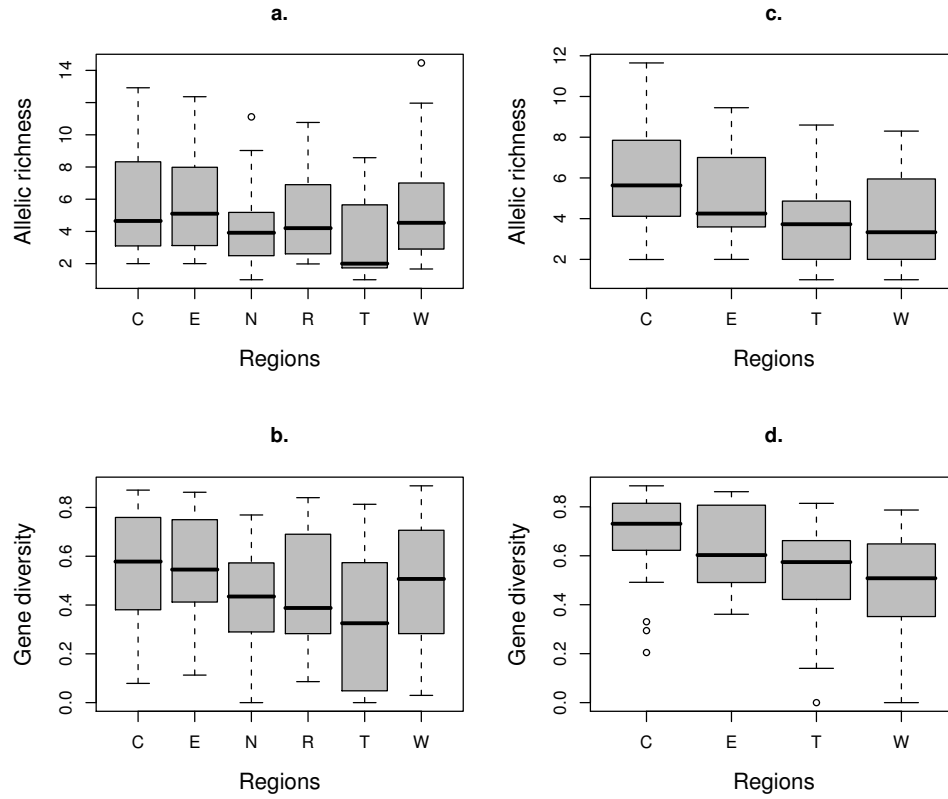 a.
Allelic richness
14
10
8
6
4
2
C E N R T W
Regions
c.
Allelic richness
12
10
8
6
4
2
C E T W
Regions
b.
Gene diversity
0.8
0.6
0.4
0.2
0.0
C E N R T W
Regions
d.
Gene diversity
0.8
0.6
0.4
0.2
0.0
C E T W
Regions